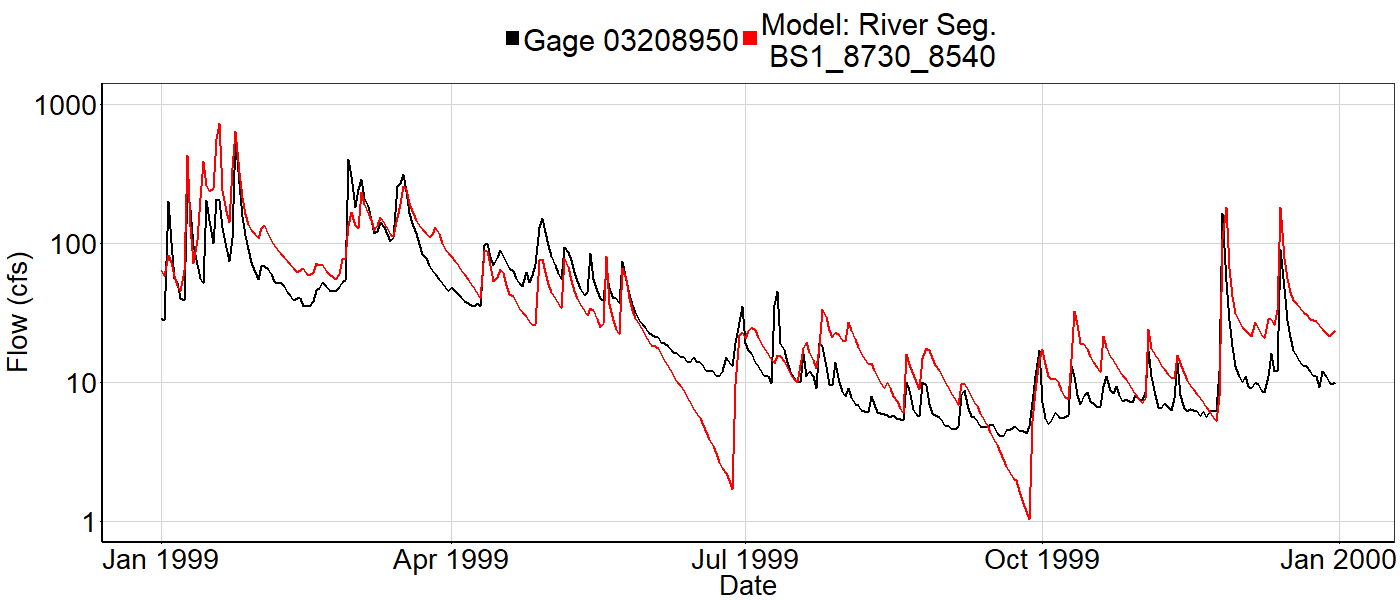 Gage 03208950
Model: River Seg.
BS1_8730_8540
Flow (cfs)
1000
100
10
1
Jan 1999
Apr 1999
Jul 1999
Oct 1999
Jan 2000
Date